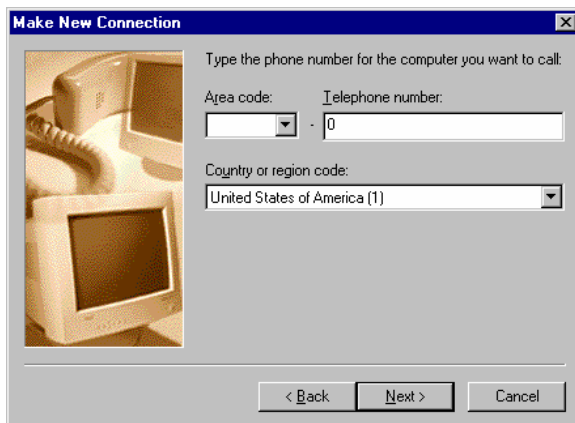 Make New Connection
Type the phone number for the computer you want to call:
Area code: Telephone number:
- 0
Country or region code:
United States of America (1)
< Back Next > Cancel